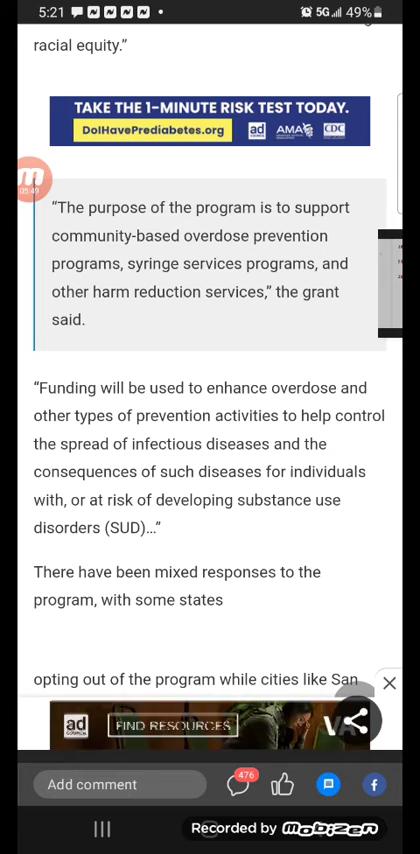 5:21
5G 49%
racial equity.”
TAKE THE 1-MINUTE RISK TEST TODAY.
DoIHavePrediabetes.org
ad COUNCIL AMA CDC
m
05:49
“The purpose of the program is to support
community-based overdose prevention
programs, syringe services programs, and
other harm reduction services,” the grant
said.
“Funding will be used to enhance overdose and
other types of prevention activities to help control
the spread of infectious diseases and the
consequences of such diseases for individuals
with, or at risk of developing substance use
disorders (SUD)…”
There have been mixed responses to the
program, with some states
opting out of the program while cities like San
ad COUNCIL
FIND RESOURCES
Add comment
476
f
Recorded by mobizen